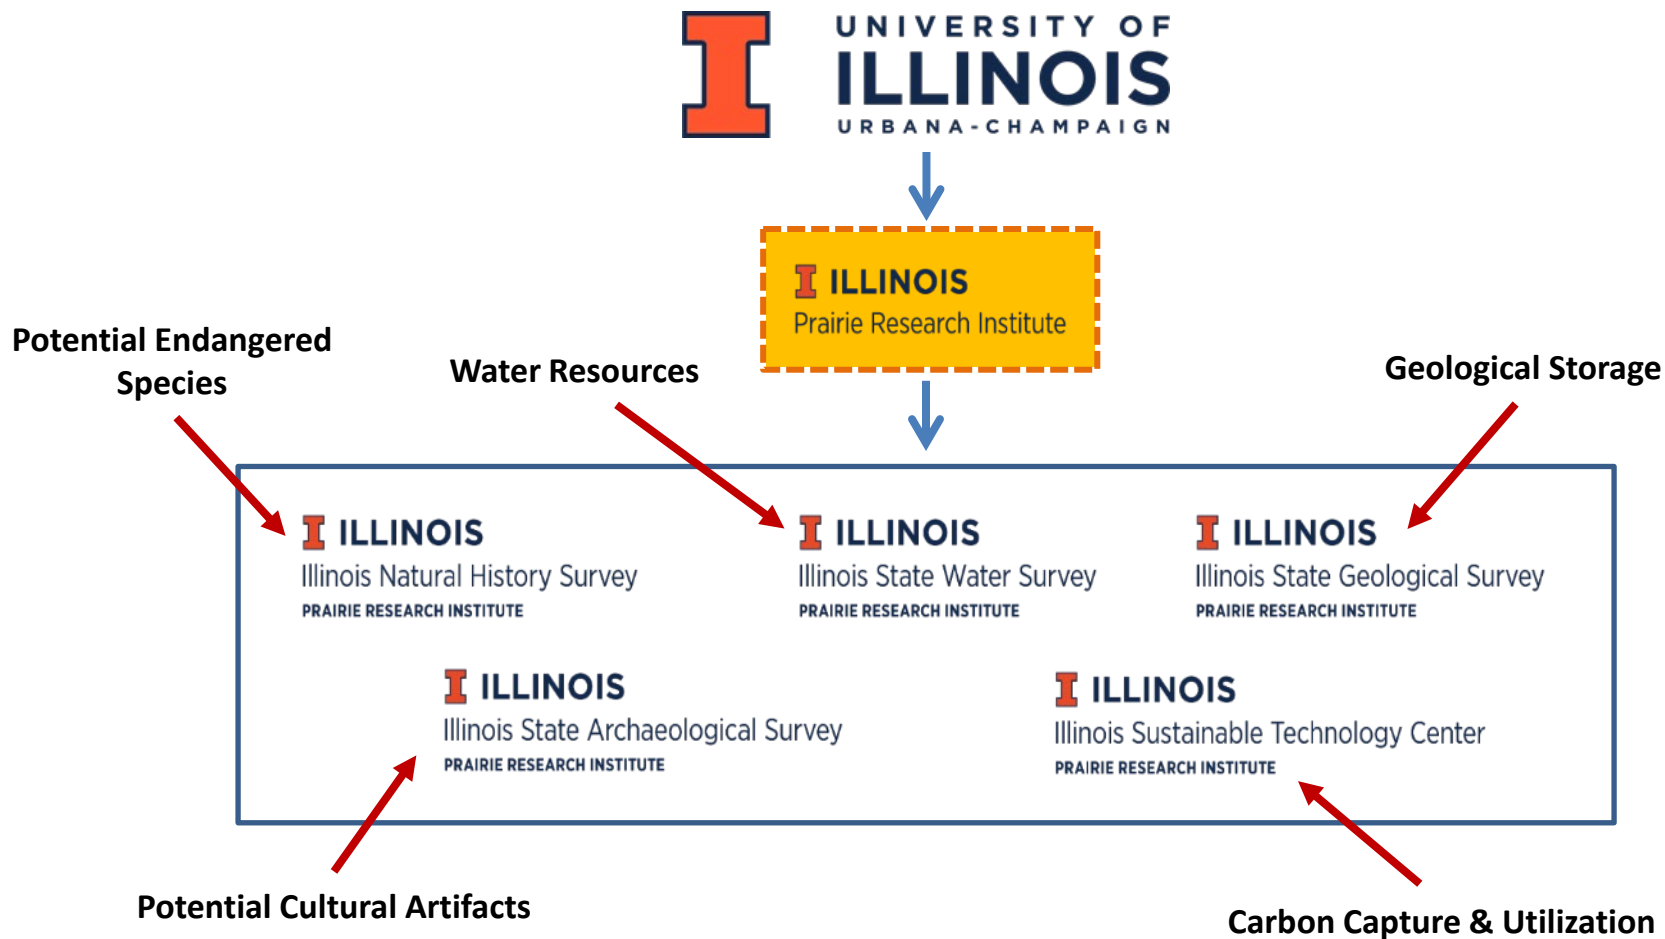 UNIVERSITY OF
ILLINOIS
URBANA-CHAMPAIGN
ILLINOIS
Prairie Research Institute
Potential Endangered
Species
Water Resources
Geological Storage
ILLINOIS
Illinois Natural History Survey
PRAIRIE RESEARCH INSTITUTE
ILLINOIS
Illinois State Water Survey
PRAIRIE RESEARCH INSTITUTE
ILLINOIS
Illinois State Geological Survey
PRAIRIE RESEARCH INSTITUTE
ILLINOIS
Illinois State Archaeological Survey
PRAIRIE RESEARCH INSTITUTE
ILLINOIS
Illinois Sustainable Technology Center
PRAIRIE RESEARCH INSTITUTE
Potential Cultural Artifacts
Carbon Capture & Utilization